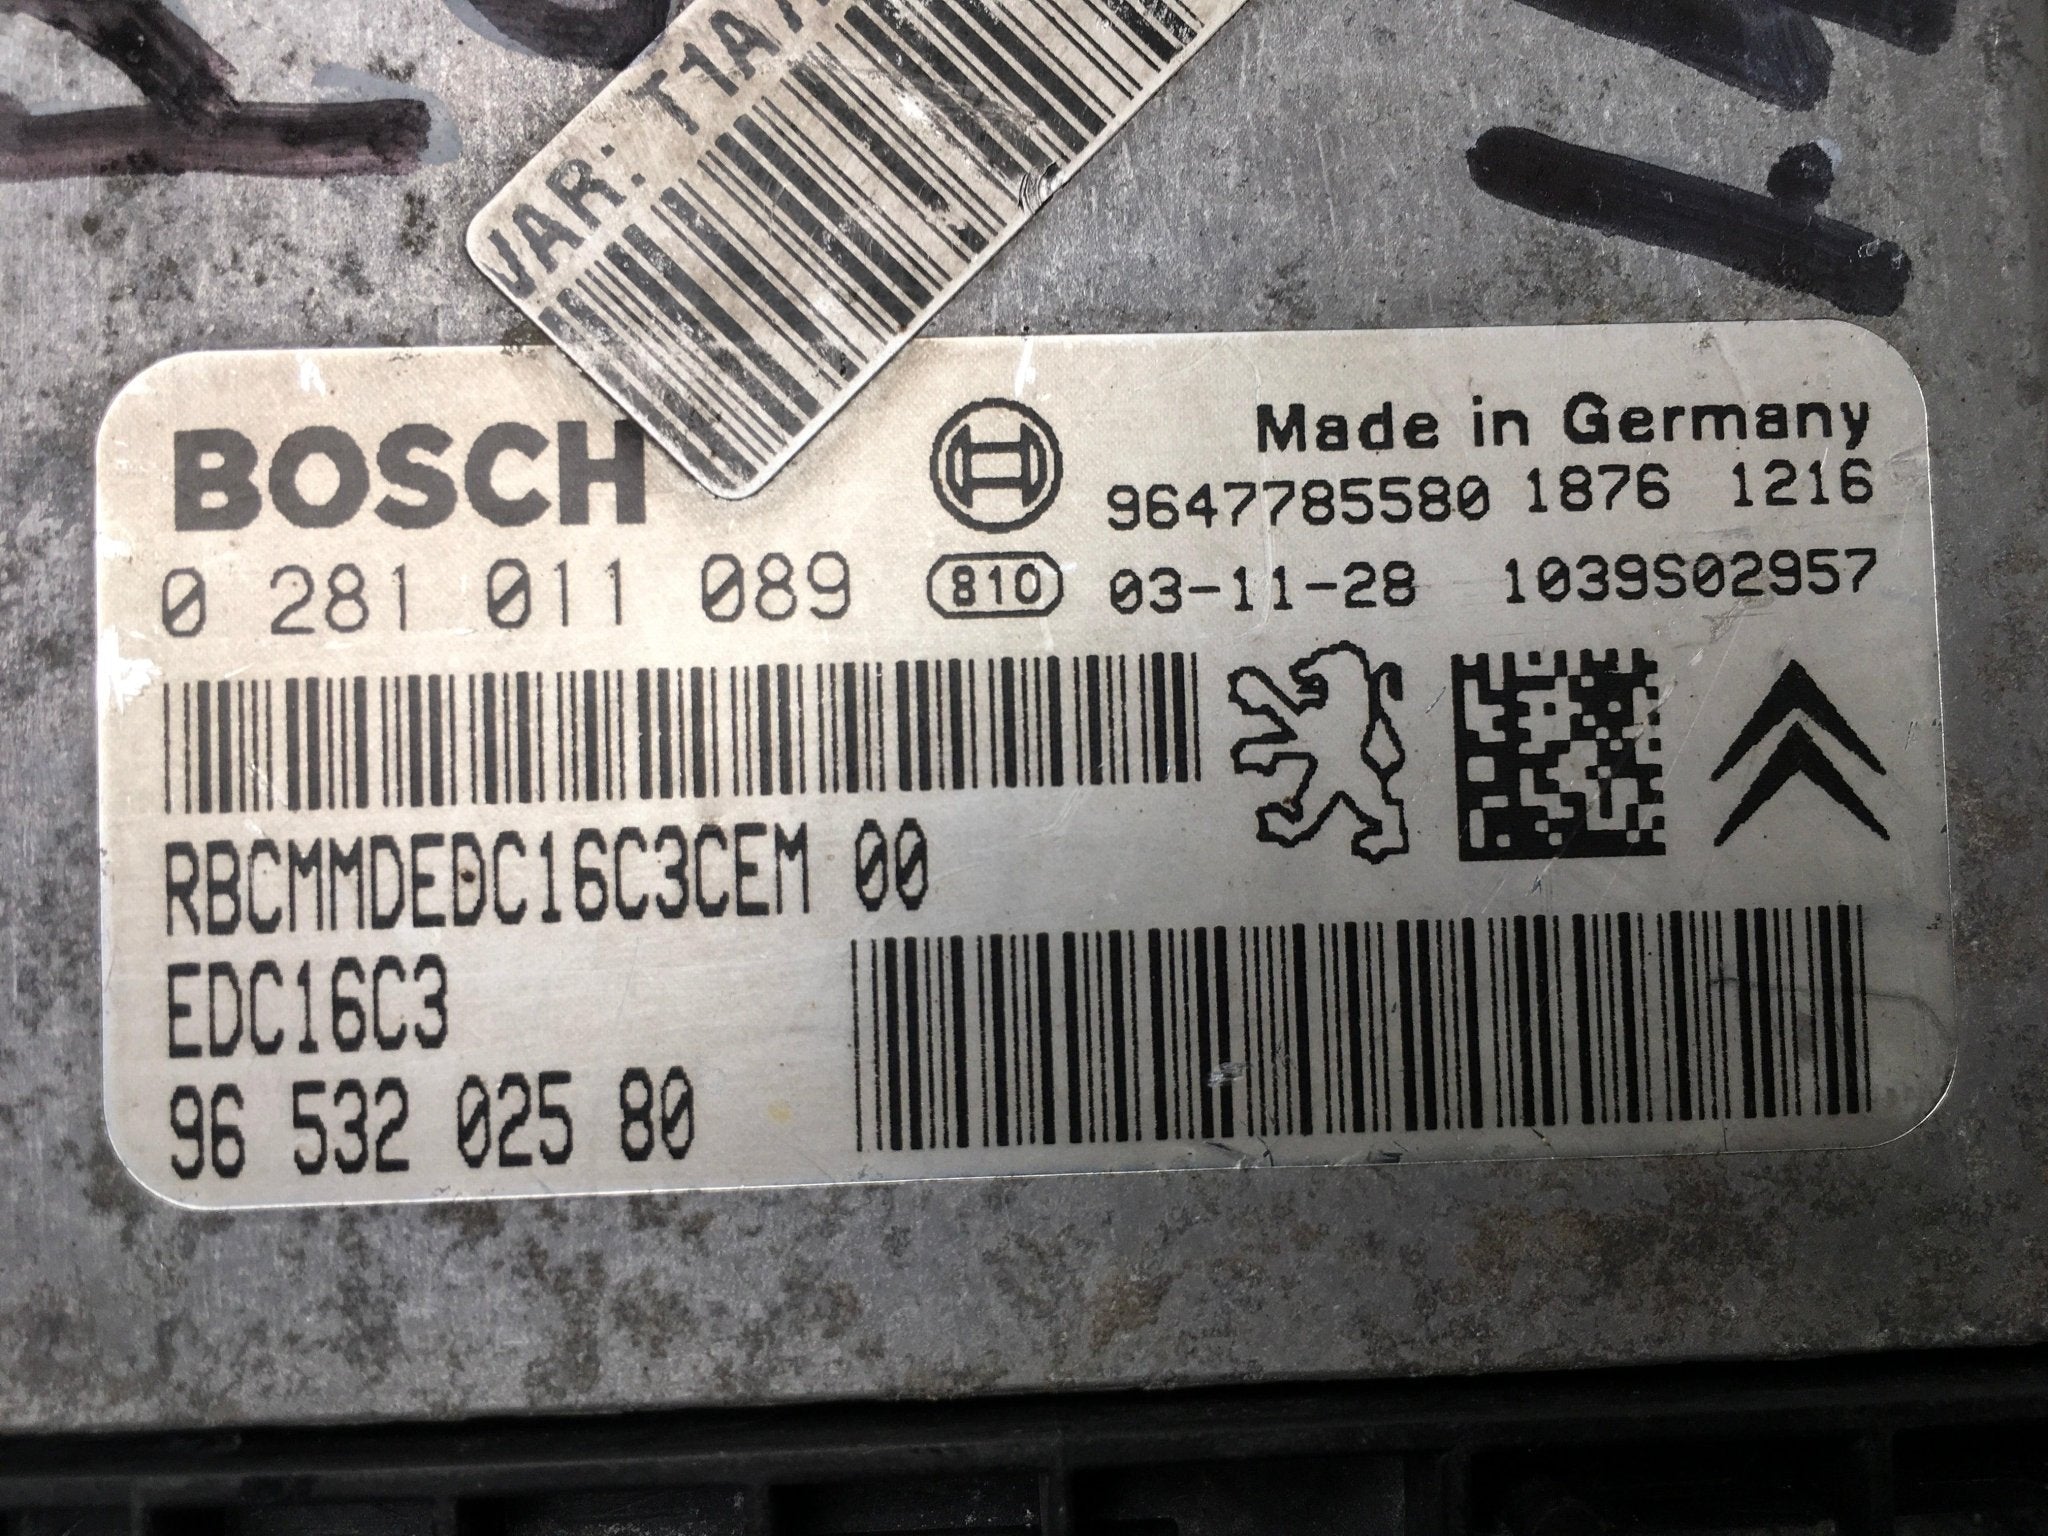 VAR: T1A
BOSCH
Made in Germany
9647785580 1876 1216
0 281 011 089 810 03-11-28 1039S02957
RBCMMDEDC16C3CEM 00
EDC16C3
96 532 025 80